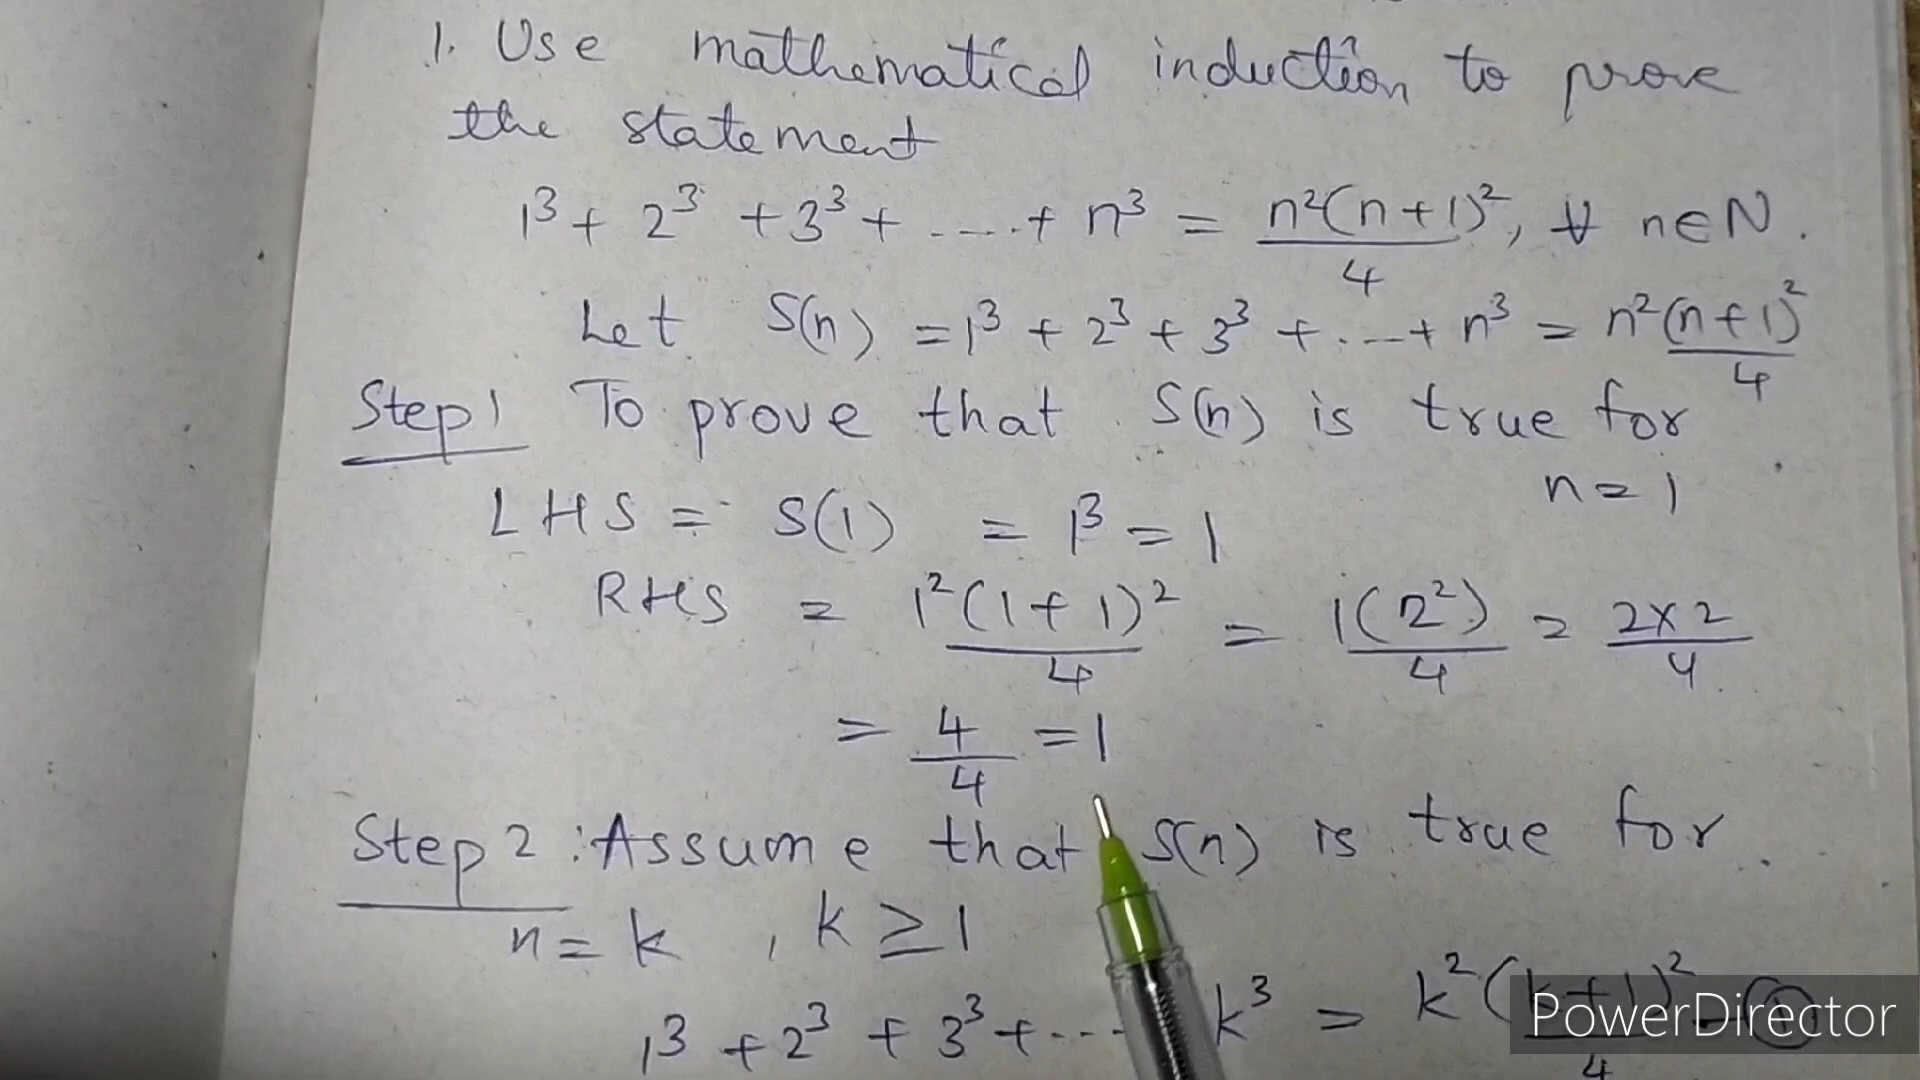 1. Use mathematical induction to prove
the statement
1³ + 2³ + 3³ + ..... + n³ = n²(n+1)²/4, ∀ n∈N.
Let S(n) = 1³ + 2³ + 3³ + ... + n³ = n²(n+1)²/4
Step 1 To prove that S(n) is true for
n = 1
LHS = S(1) = 1³ = 1
RHS = 1²(1+1)²/4 = 1(2²)/4 = 2×2/4
= 4/4 = 1
Step 2 : Assume that S(n) is true for
n = k , k ≥ 1
1³ + 2³ + 3³ + ... k³ = k²(k+1)²/4
PowerDirector